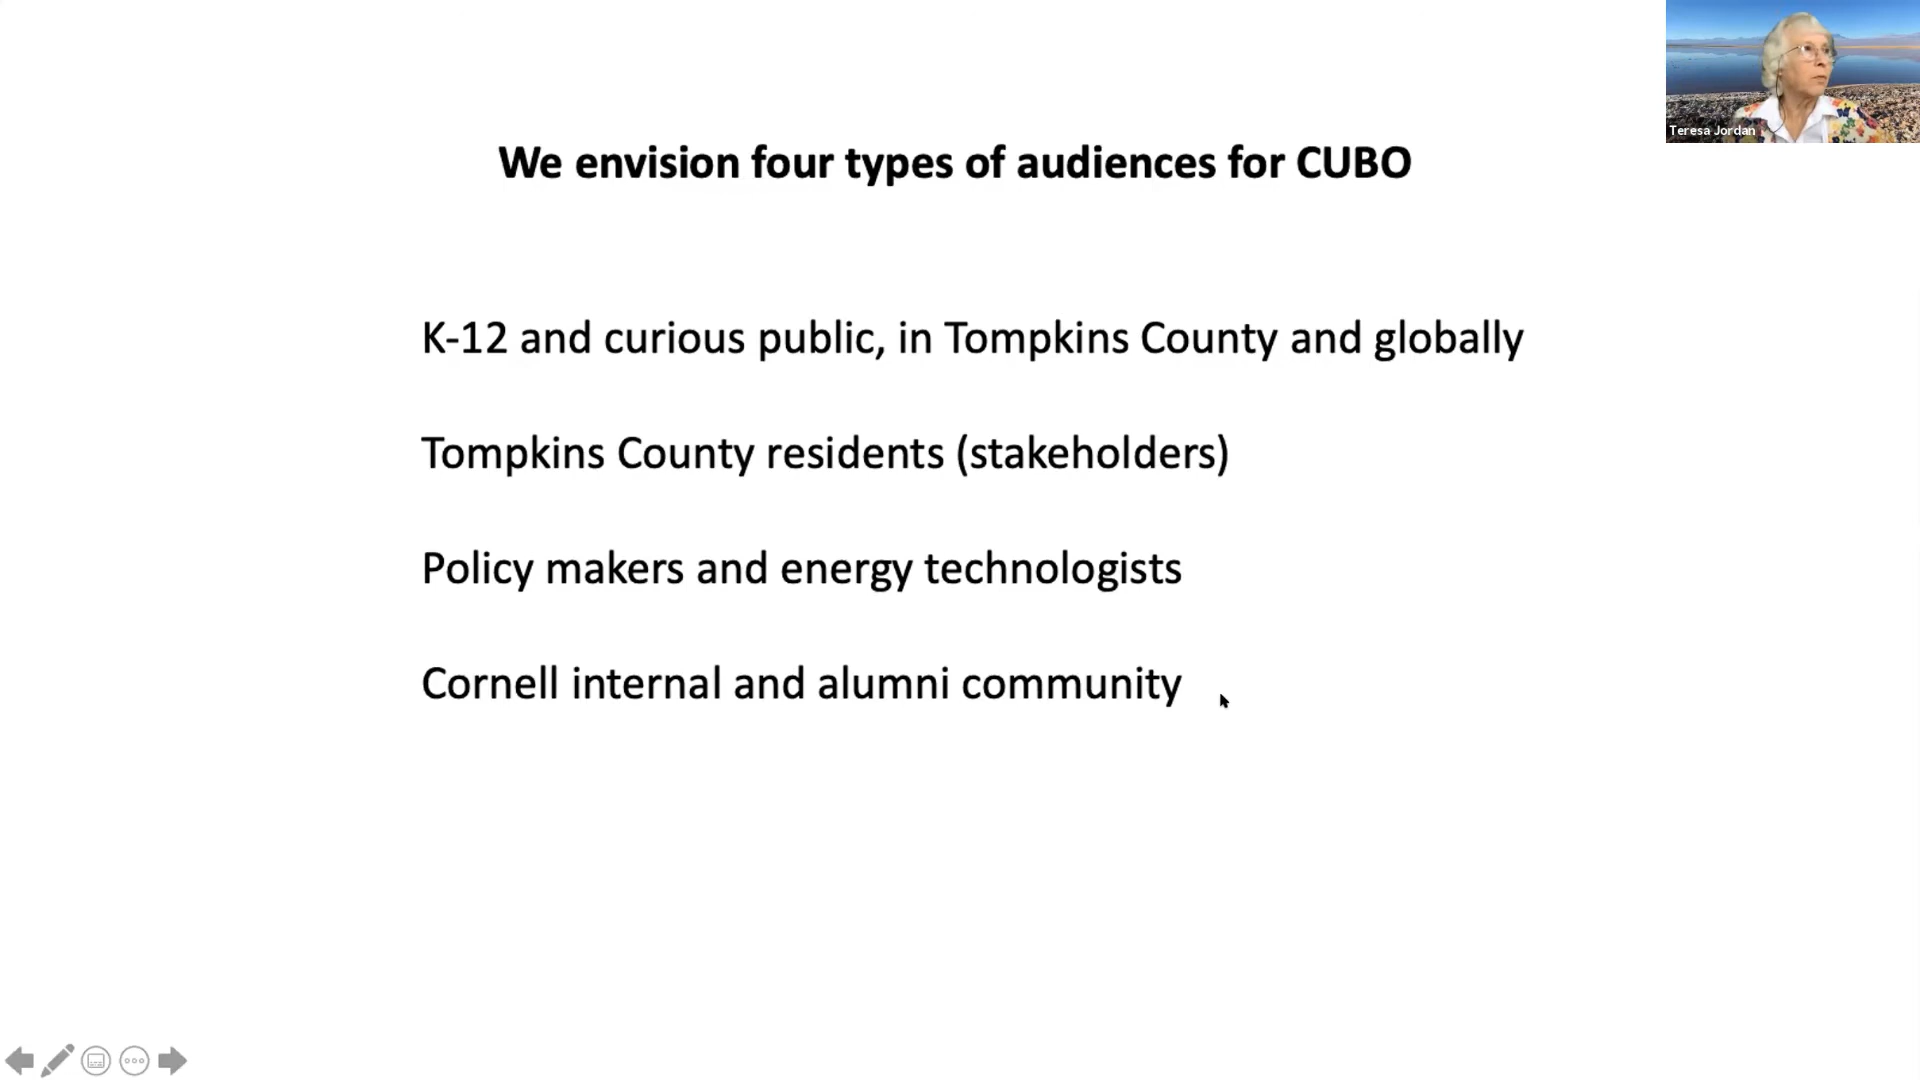 Teresa Jordan
We envision four types of audiences for CUBO
K-12 and curious public, in Tompkins County and globally
Tompkins County residents (stakeholders)
Policy makers and energy technologists
Cornell internal and alumni community